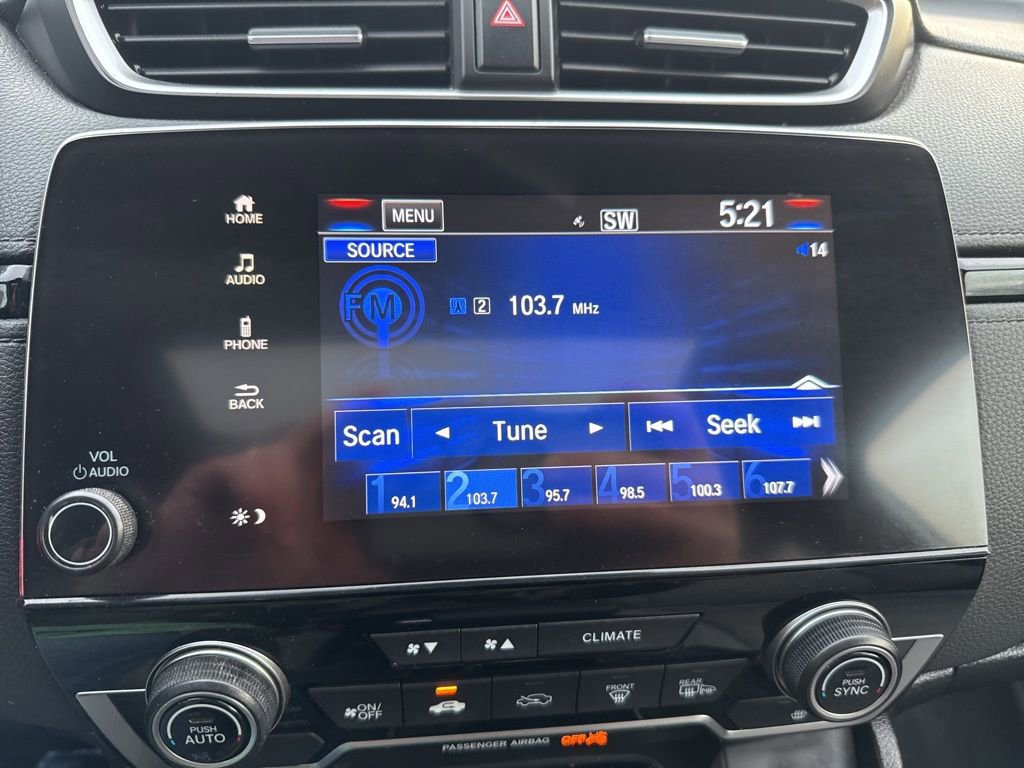 MENU SW 5:21
HOME
SOURCE 14
AUDIO
FM 2 103.7 MHz
PHONE
BACK
Scan Tune Seek
VOL
AUDIO
1 94.1 2 103.7 3 95.7 4 98.5 5 100.3 6 107.7
CLIMATE
ON/
OFF
FRONT
REAR
PUSH
AUTO
PUSH
SYNC
PASSENGER AIRBAG OFF